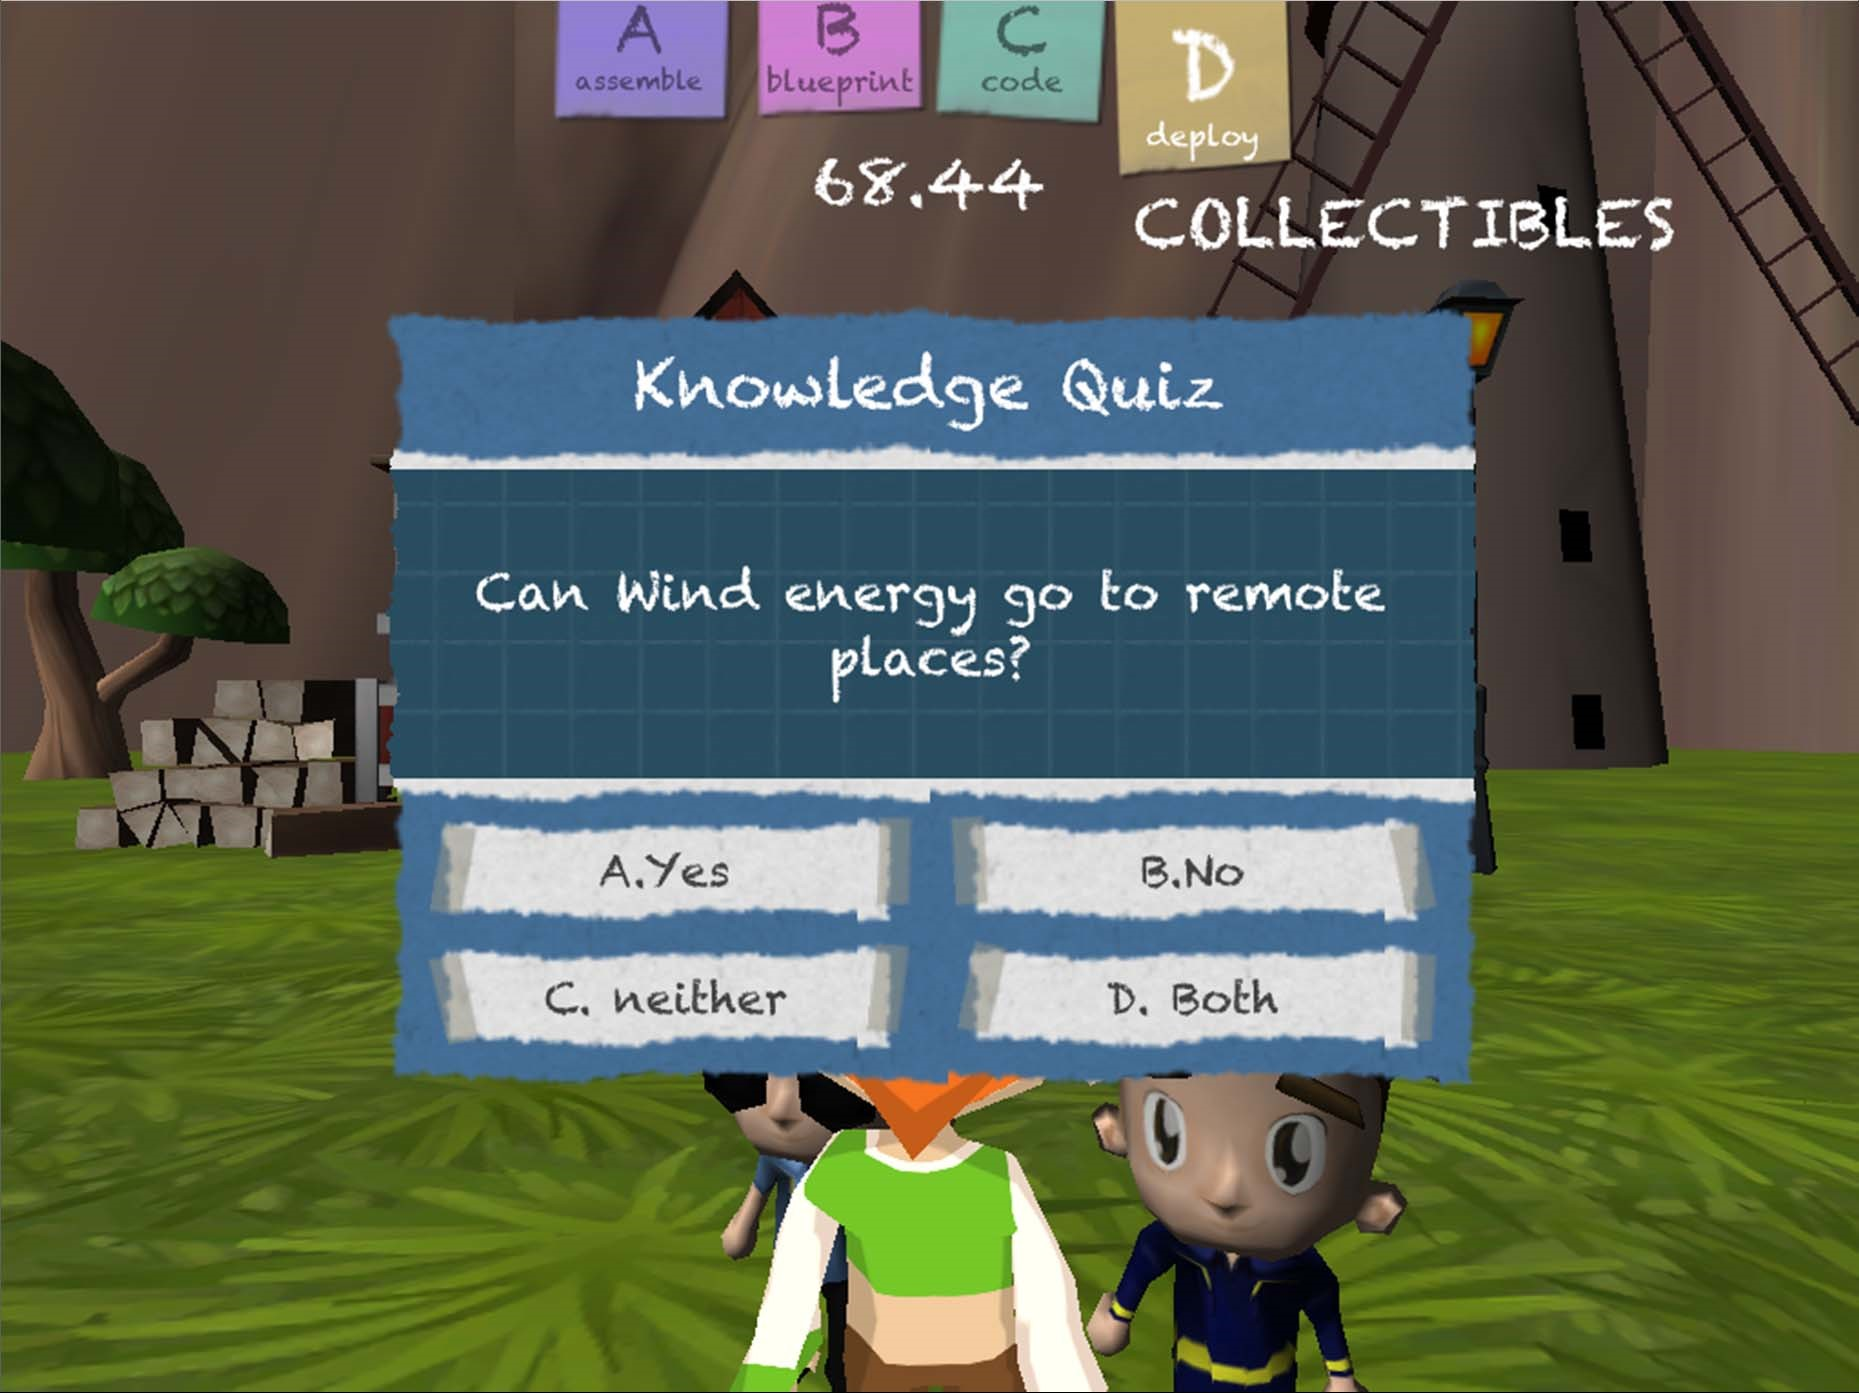 A
assemble
B
blueprint
C
code
D
deploy
68.44
COLLECTIBLES
Knowledge Quiz
Can Wind energy go to remote
places?
A.Yes
B.No
C. neither
D. Both